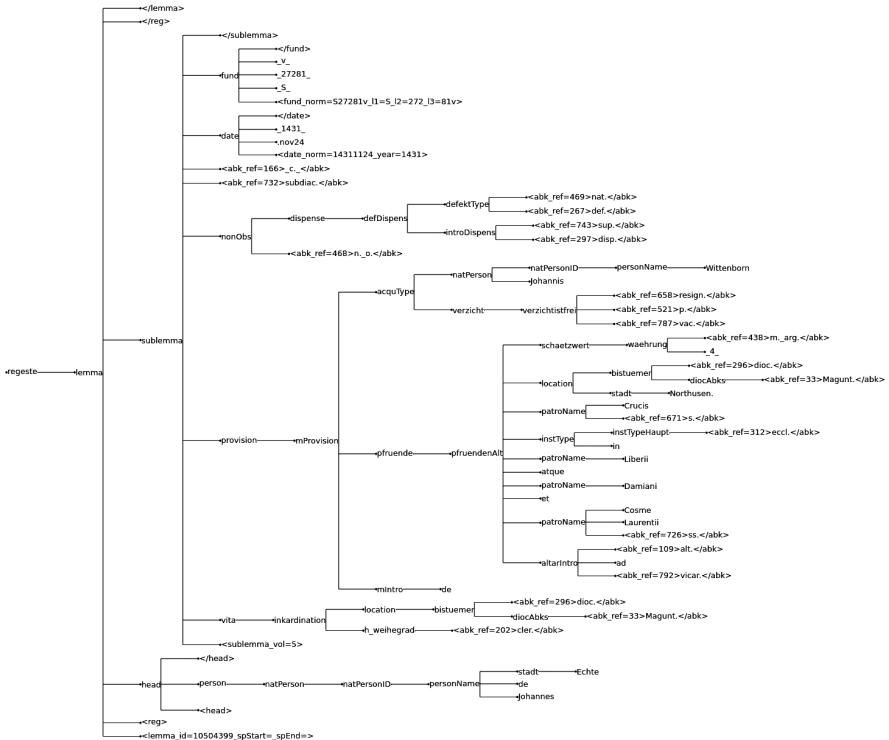 </lemma>
</reg>
</sublemma>
</fund>
_v_
fund
_27281_
_S_
<fund_norm=S27281v_l1=S_l2=272_l3=81v>
</date>
_1431_
date
.nov24
<date_norm=14311124_year=1431>
<abk_ref=166>_c._</abk>
<abk_ref=732>subdiac.</abk>
<abk_ref=469>nat.</abk>
defektType
<abk_ref=267>def.</abk>
dispense
defDispens
<abk_ref=743>sup.</abk>
introDispens
nonObs
<abk_ref=297>disp.</abk>
<abk_ref=468>n._o.</abk>
natPersonID
personName
Wittenborn
natPerson
Johannis
acquType
<abk_ref=658>resign.</abk>
verzicht
verzichtistfrei
<abk_ref=521>p.</abk>
<abk_ref=787>vac.</abk>
<abk_ref=438>m._arg.</abk>
sublemma
schaetzwert
waehrung
_4_
<abk_ref=296>dioc.</abk>
bistuemer
regeste
lemma
diocAbks
<abk_ref=33>Magunt.</abk>
location
stadt
Northusen.
Crucis
patroName
<abk_ref=671>s.</abk>
instTypeHaupt
<abk_ref=312>eccl.</abk>
provision
mProvision
instType
in
pfruende
pfruendenAlt
patroName
Liberii
atque
patroName
Damiani
et
Cosme
patroName
Laurentii
<abk_ref=726>ss.</abk>
<abk_ref=109>alt.</abk>
altarIntro
ad
<abk_ref=792>vicar.</abk>
mIntro
de
<abk_ref=296>dioc.</abk>
location
bistuemer
diocAbks
<abk_ref=33>Magunt.</abk>
vita
inkardination
h_weihegrad
<abk_ref=202>cler.</abk>
<sublemma_vol=5>
</head>
stadt
Echte
head
person
natPerson
natPersonID
personName
de
Johannes
<head>
<reg>
<lemma_id=10504399_spStart=_spEnd=>